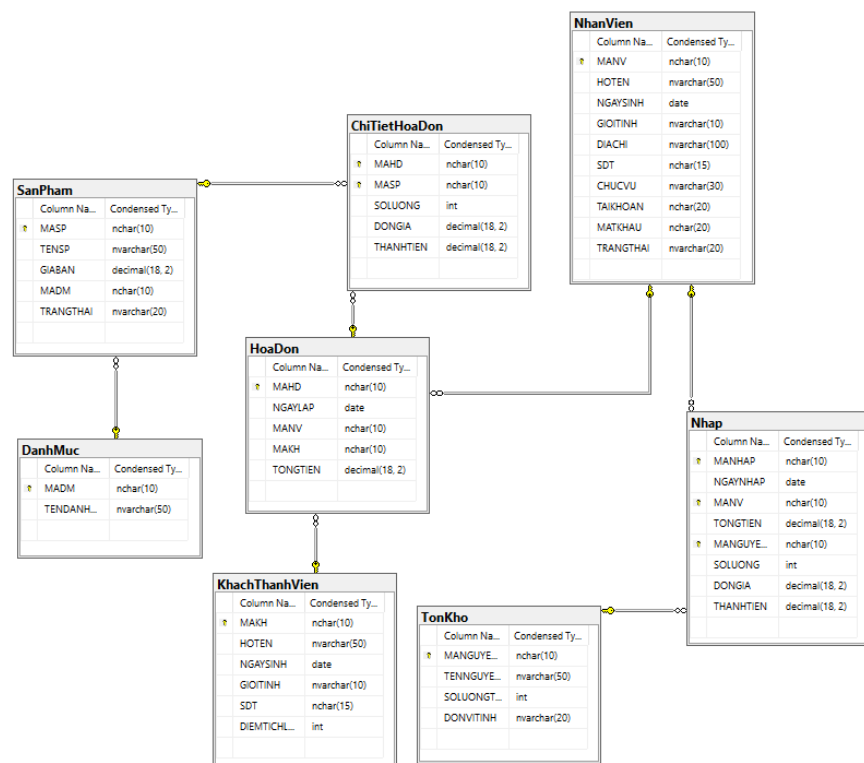 NhanVien
Column Na... Condensed Ty...
MANV nchar(10)
HOTEN nvarchar(50)
NGAYSINH date
GIOITINH nvarchar(10)
DIACHI nvarchar(100)
SDT nchar(15)
CHUCVU nvarchar(30)
TAIKHOAN nchar(20)
MATKHAU nchar(20)
TRANGTHAI nvarchar(20)
ChiTietHoaDon
Column Na... Condensed Ty...
MAHD nchar(10)
MASP nchar(10)
SOLUONG int
DONGIA decimal(18, 2)
THANHTIEN decimal(18, 2)
SanPham
Column Na... Condensed Ty...
MASP nchar(10)
TENSP nvarchar(50)
GIABAN decimal(18, 2)
MADM nchar(10)
TRANGTHAI nvarchar(20)
HoaDon
Column Na... Condensed Ty...
MAHD nchar(10)
NGAYLAP date
MANV nchar(10)
MAKH nchar(10)
TONGTIEN decimal(18, 2)
DanhMuc
Column Na... Condensed Ty...
MADM nchar(10)
TENDANH... nvarchar(50)
Nhap
Column Na... Condensed Ty...
MANHAP nchar(10)
NGAYNHAP date
MANV nchar(10)
TONGTIEN decimal(18, 2)
MANGUYE... nchar(10)
SOLUONG int
DONGIA decimal(18, 2)
THANHTIEN decimal(18, 2)
KhachThanhVien
Column Na... Condensed Ty...
MAKH nchar(10)
HOTEN nvarchar(50)
NGAYSINH date
GIOITINH nvarchar(10)
SDT nchar(15)
DIEMTICHL... int
TonKho
Column Na... Condensed Ty...
MANGUYE... nchar(10)
TENNGUYE... nvarchar(50)
SOLUONGT... int
DONVITINH nvarchar(20)